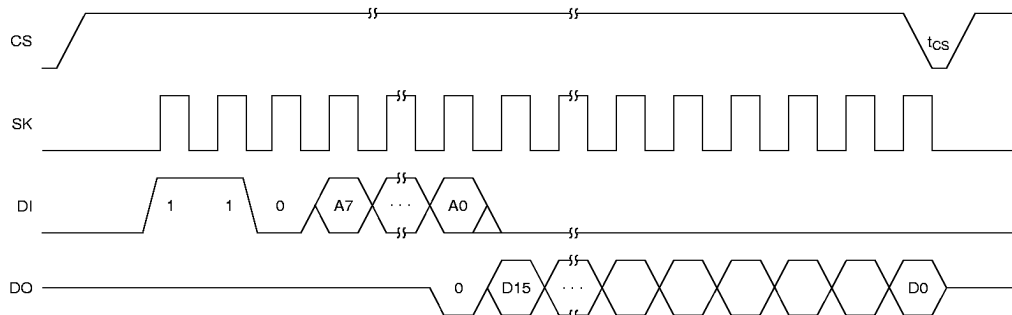 CS
tCS
SK
DI 1 1 0 A7 · · · A0
DO 0 D15 · · · D0